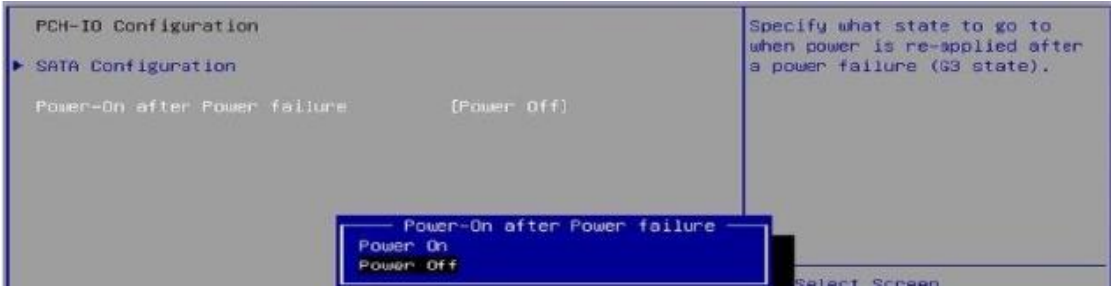 PCH-IO Configuration
SATA Configuration
Power-On after Power failure [Power Off]
Specify what state to go to
when power is re-applied after
a power failure (G3 state).
Power-On after Power failure
Power On
Power Off
Select Screen